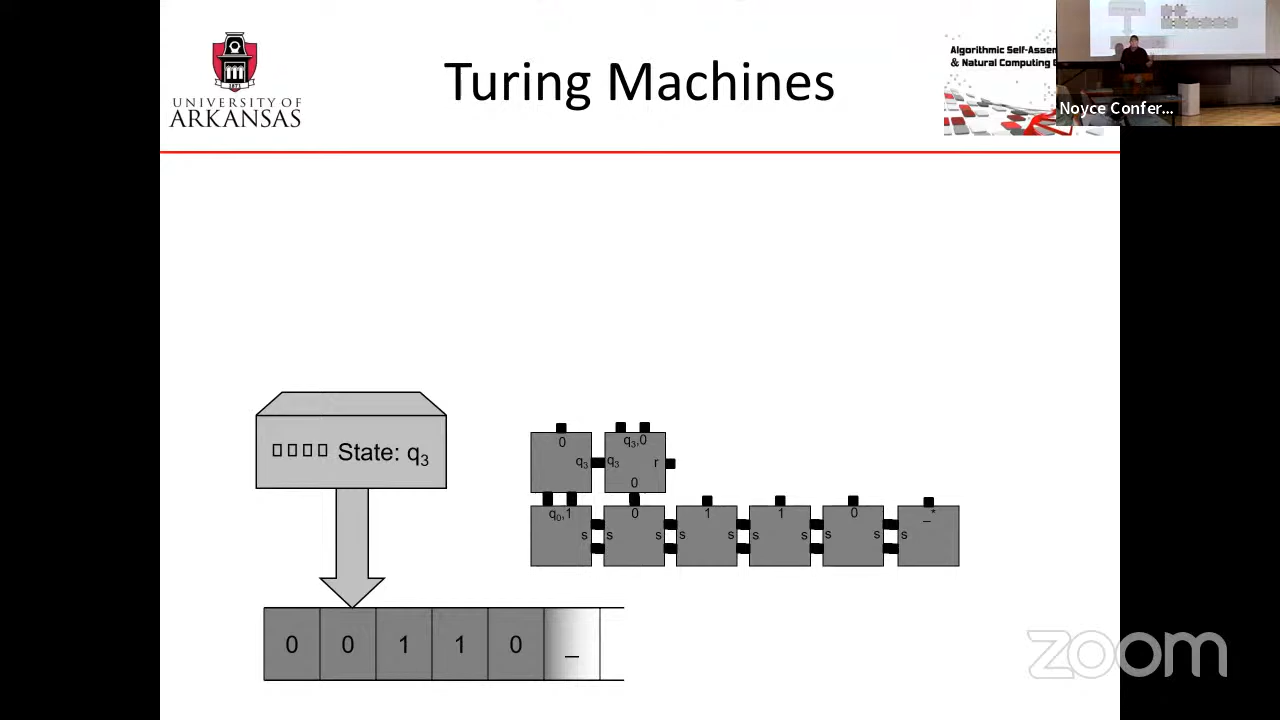 UNIVERSITY OF
ARKANSAS
1871
Turing Machines
Algorithmic Self-Assem
& Natural Computing
Noyce Confer...
State: q3
0
q3
q3,0
q3
r
0
q0,1
s
0
s
s
1
s
s
1
s
s
0
s
s
_*
s
0
0
1
1
0
_
zoom